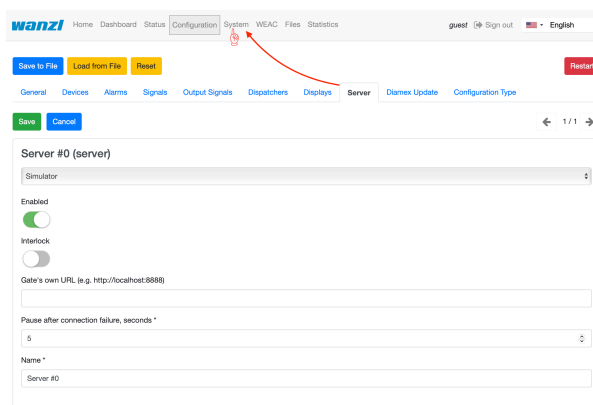 wanzl Home Dashboard Status Configuration System WEAC Files Statistics guest Sign out English
Save to File Load from File Reset Restart
General Devices Alarms Signals Output Signals Dispatchers Displays Server Diamex Update Configuration Type
Save Cancel 1 / 1
Server #0 (server)
Simulator
Enabled
Interlock
Gate's own URL (e.g. http://localhost:8888)
Pause after connection failure, seconds *
5
Name *
Server #0